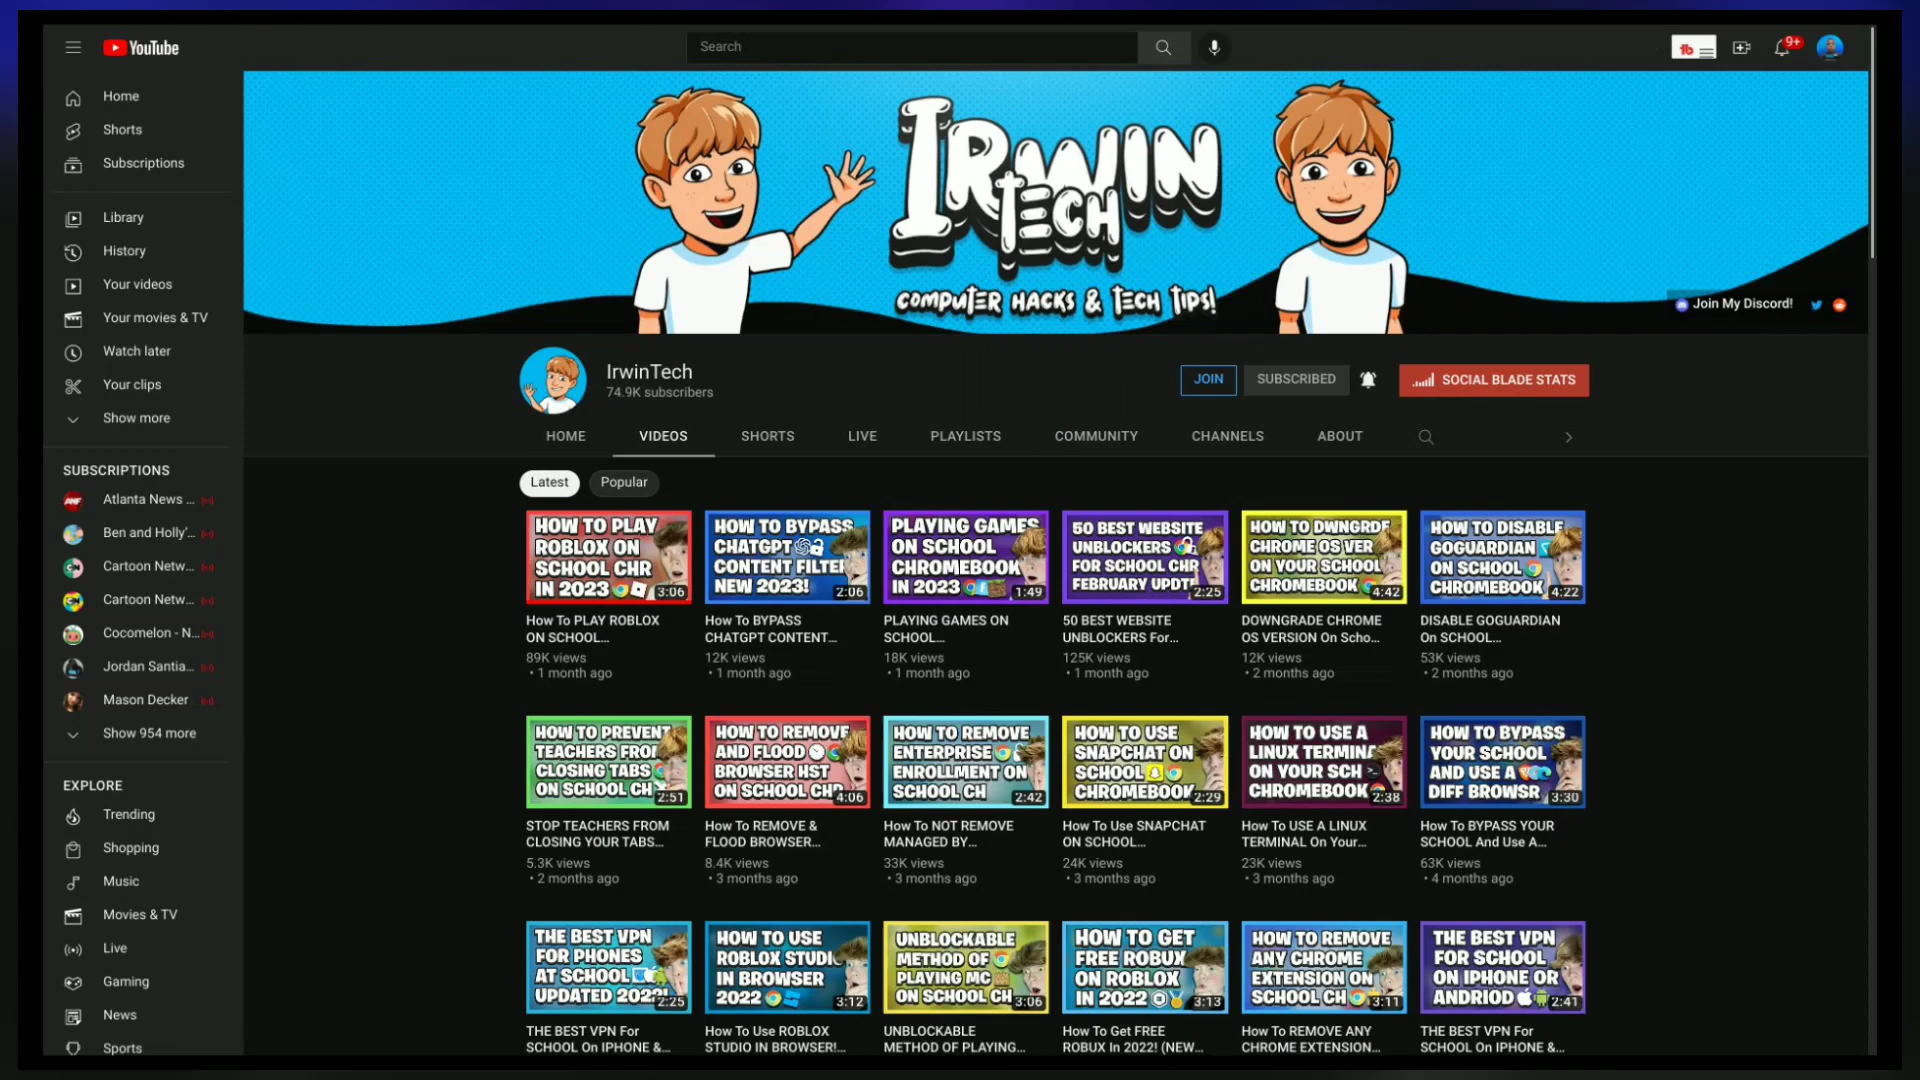 YouTube
Search
9+
Home
Shorts
Subscriptions
Library
History
Your videos
Your movies & TV
Watch later
Your clips
Show more
SUBSCRIPTIONS
Atlanta News ...
Ben and Holly'...
Cartoon Netw...
Cartoon Netw...
Cocomelon - N...
Jordan Santia...
Mason Decker
Show 954 more
EXPLORE
Trending
Shopping
Music
Movies & TV
Live
Gaming
News
Sports
IRWIN
TECH
COMPUTER HACKS & TECH TIPS!
Join My Discord!
IrwinTech
74.9K subscribers
JOIN
SUBSCRIBED
SOCIAL BLADE STATS
HOME
VIDEOS
SHORTS
LIVE
PLAYLISTS
COMMUNITY
CHANNELS
ABOUT
Latest
Popular
HOW TO PLAY
ROBLOX ON
SCHOOL CHR
IN 2023
3:06
How To PLAY ROBLOX
ON SCHOOL...
89K views
• 1 month ago
HOW TO BYPASS
CHATGPT
CONTENT FILTER
NEW 2023!
2:06
How To BYPASS
CHATGPT CONTENT...
12K views
• 1 month ago
PLAYING GAMES
ON SCHOOL
CHROMEBOOK
IN 2023
1:49
PLAYING GAMES ON
SCHOOL...
18K views
• 1 month ago
50 BEST WEBSITE
UNBLOCKERS
FOR SCHOOL CHR
FEBRUARY UPDT
2:25
50 BEST WEBSITE
UNBLOCKERS For...
125K views
• 1 month ago
HOW TO DWNGRDE
CHROME OS VER
ON YOUR SCHOOL
CHROMEBOOK
4:42
DOWNGRADE CHROME
OS VERSION On Scho...
12K views
• 2 months ago
HOW TO DISABLE
GOGUARDIAN
ON SCHOOL
CHROMEBOOK
4:22
DISABLE GOGUARDIAN
On SCHOOL...
53K views
• 2 months ago
HOW TO PREVENT
TEACHERS FROM
CLOSING TABS
ON SCHOOL CH
2:51
STOP TEACHERS FROM
CLOSING YOUR TABS...
5.3K views
• 2 months ago
HOW TO REMOVE
AND FLOOD
BROWSER HST
ON SCHOOL CHR
4:06
How To REMOVE &
FLOOD BROWSER...
8.4K views
• 3 months ago
HOW TO REMOVE
ENTERPRISE
ENROLLMENT ON
SCHOOL CH
2:42
How To NOT REMOVE
MANAGED BY...
33K views
• 3 months ago
HOW TO USE
SNAPCHAT ON
SCHOOL
CHROMEBOOK
2:29
How To Use SNAPCHAT
ON SCHOOL...
24K views
• 3 months ago
HOW TO USE A
LINUX TERMINA
ON YOUR SCH
CHROMEBOOK
2:38
How To USE A LINUX
TERMINAL On Your...
23K views
• 3 months ago
HOW TO BYPASS
YOUR SCHOOL
AND USE A
DIFF BROWSR
3:30
How To BYPASS YOUR
SCHOOL And Use A...
63K views
• 4 months ago
THE BEST VPN
FOR PHONES
AT SCHOOL
UPDATED 2022!
2:25
THE BEST VPN For
SCHOOL On IPHONE &...
HOW TO USE
ROBLOX STUDIO
IN BROWSER
2022
3:12
How To Use ROBLOX
STUDIO IN BROWSER!...
UNBLOCKABLE
METHOD OF
PLAYING MC
ON SCHOOL CH
3:06
UNBLOCKABLE
METHOD OF PLAYING...
HOW TO GET
FREE ROBUX
ON ROBLOX
IN 2022
3:13
How To Get FREE
ROBUX In 2022! (NEW...
HOW TO REMOVE
ANY CHROME
EXTENSION ON
SCHOOL CH
3:11
How To REMOVE ANY
CHROME EXTENSION...
THE BEST VPN
FOR SCHOOL
ON IPHONE OR
ANDRIOD
2:41
THE BEST VPN For
SCHOOL On IPHONE &...